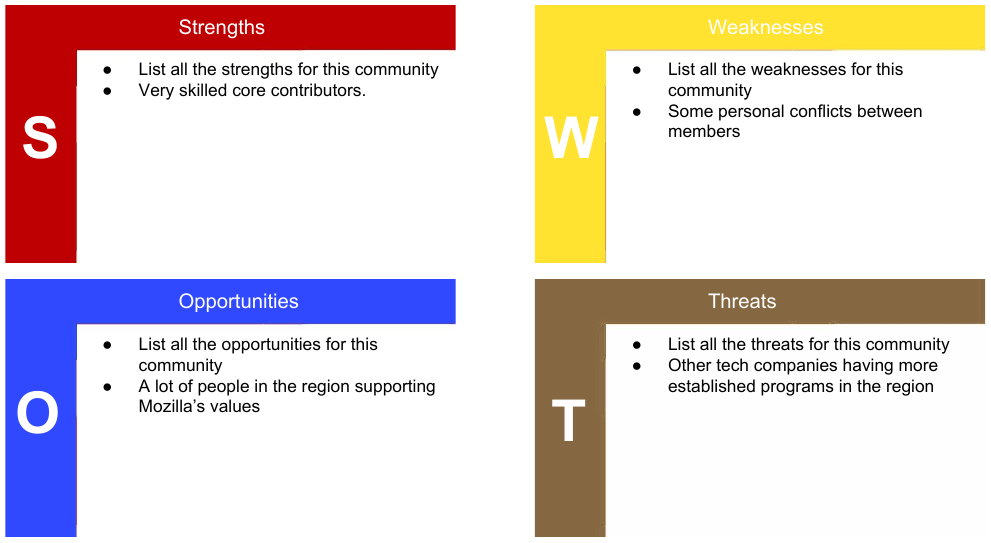 Strengths
S
● List all the strengths for this community
● Very skilled core contributors.
Weaknesses
W
● List all the weaknesses for this
community
● Some personal conflicts between
members
Opportunities
O
● List all the opportunities for this
community
● A lot of people in the region supporting
Mozilla’s values
Threats
T
● List all the threats for this community
● Other tech companies having more
established programs in the region